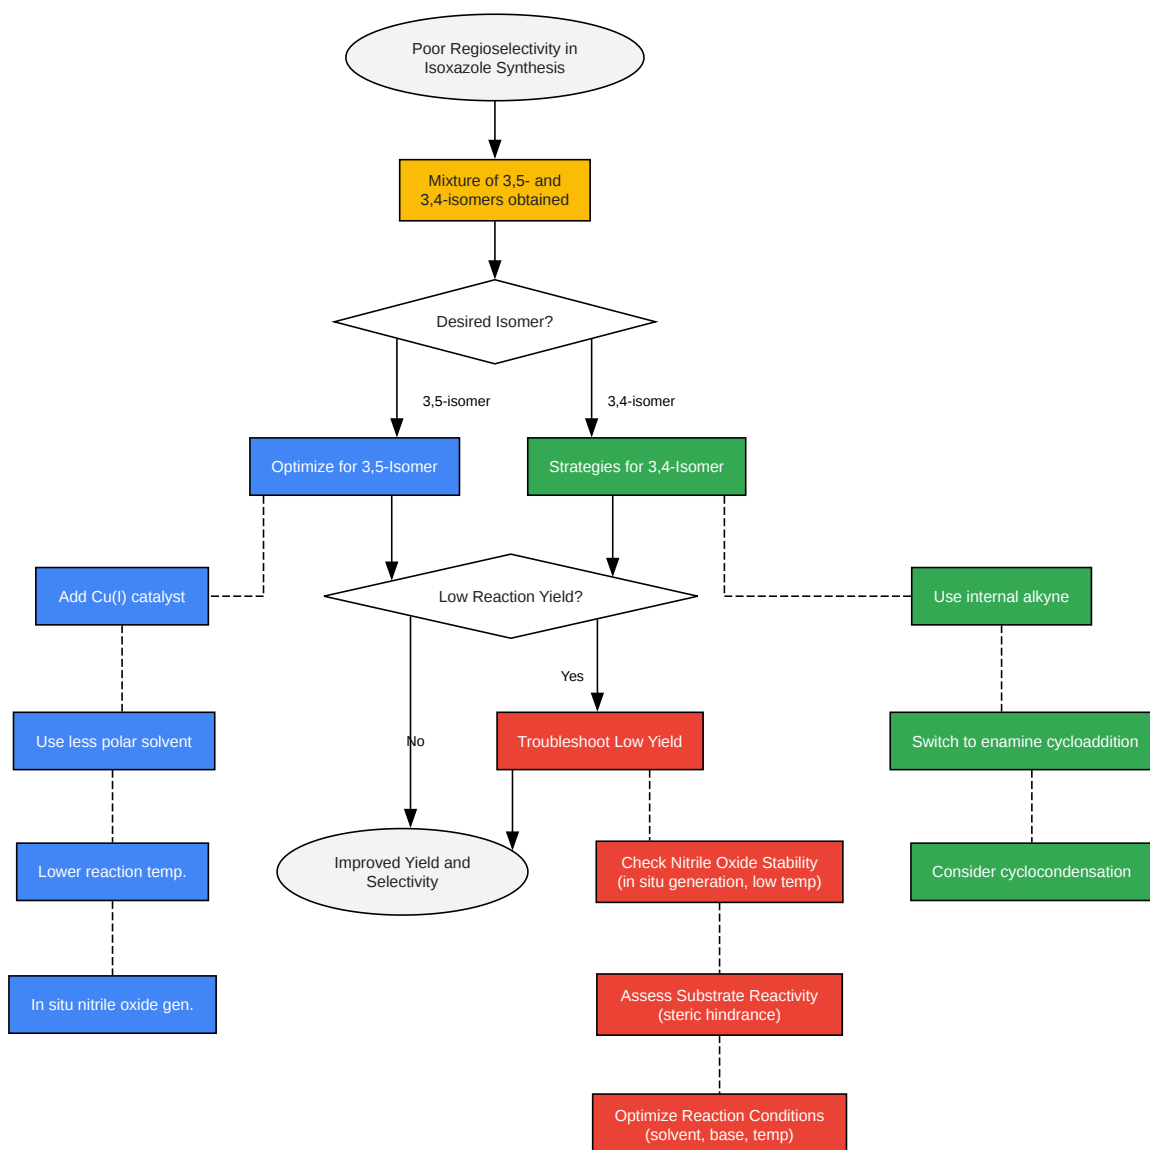 Poor Regioselectivity in
Isoxazole Synthesis
Mixture of 3,5- and
3,4-isomers obtained
Desired Isomer?
3,5-isomer
3,4-isomer
Optimize for 3,5-Isomer
Strategies for 3,4-Isomer
Add Cu(I) catalyst
Low Reaction Yield?
Use internal alkyne
Yes
Use less polar solvent
No
Troubleshoot Low Yield
Switch to enamine cycloaddition
Lower reaction temp.
Improved Yield and
Selectivity
Check Nitrile Oxide Stability
(in situ generation, low temp)
Consider cyclocondensation
In situ nitrile oxide gen.
Assess Substrate Reactivity
(steric hindrance)
Optimize Reaction Conditions
(solvent, base, temp)